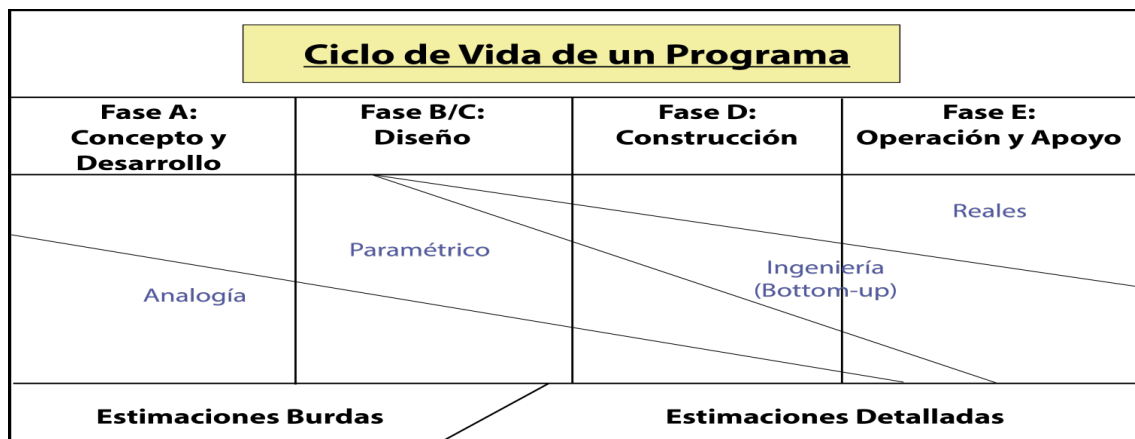 Ciclo de Vida de un Programa
Fase A:
Concepto y
Desarrollo
Fase B/C:
Diseño
Fase D:
Construcción
Fase E:
Operación y Apoyo
Reales
Paramétrico
Ingeniería
(Bottom-up)
Analogía
Estimaciones Burdas
Estimaciones Detalladas